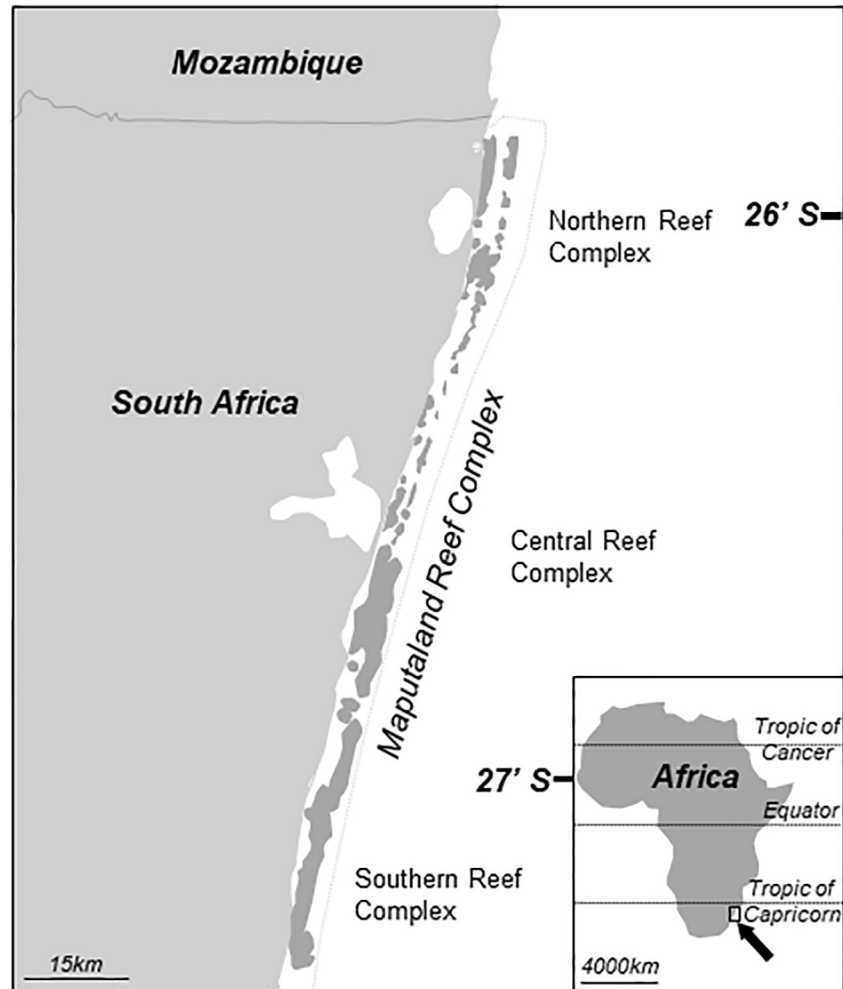 Mozambique
Northern Reef
Complex
26' S
South Africa
Maputaland Reef Complex
Central Reef
Complex
27' S
Southern Reef
Complex
15km
Tropic of
Cancer
Africa
Equator
Tropic of
Capricorn
4000km